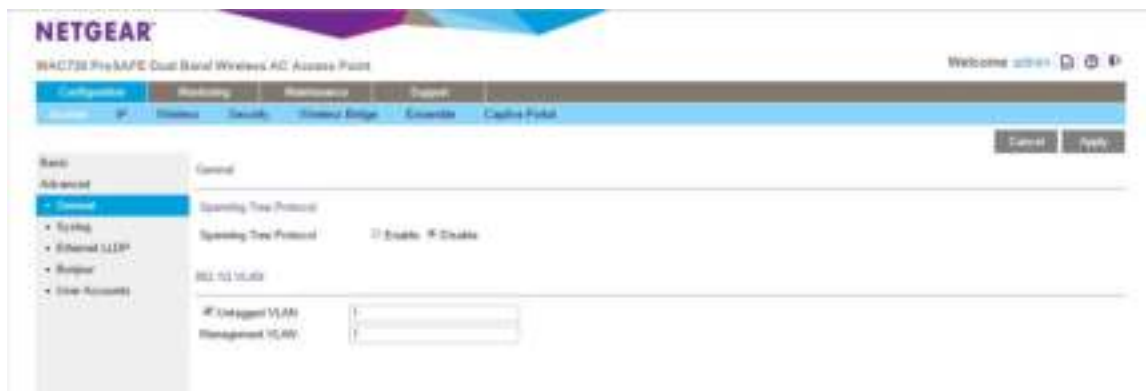 NETGEAR
ProSAFE Dual Band Wireless AC Access Point
Welcome admin
Configuration Monitoring Maintenance Support
System IP Wireless Security Wireless Bridge Ensemble Captive Portal
Cancel Apply
Basic
Advanced
General
Syslog
Ethernet LLDP
Bonjour
User Accounts
General
Spanning Tree Protocol
Spanning Tree Protocol Enable Disable
802.1Q VLAN
Untagged VLAN 1
Management VLAN 1